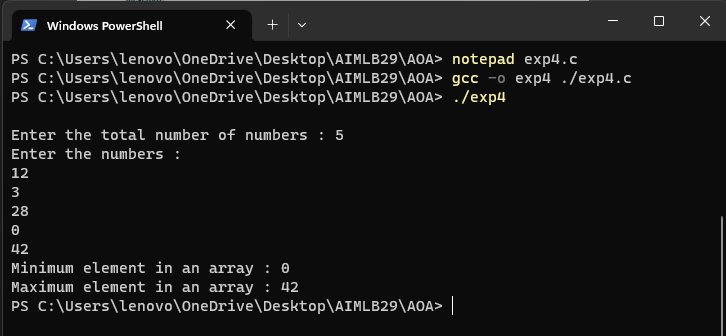 Windows PowerShell
PS C:\Users\lenovo\OneDrive\Desktop\AIMLB29\AOA> notepad exp4.c
PS C:\Users\lenovo\OneDrive\Desktop\AIMLB29\AOA> gcc -o exp4 ./exp4.c
PS C:\Users\lenovo\OneDrive\Desktop\AIMLB29\AOA> ./exp4
Enter the total number of numbers : 5
Enter the numbers :
12
3
28
0
42
Minimum element in an array : 0
Maximum element in an array : 42
PS C:\Users\lenovo\OneDrive\Desktop\AIMLB29\AOA>